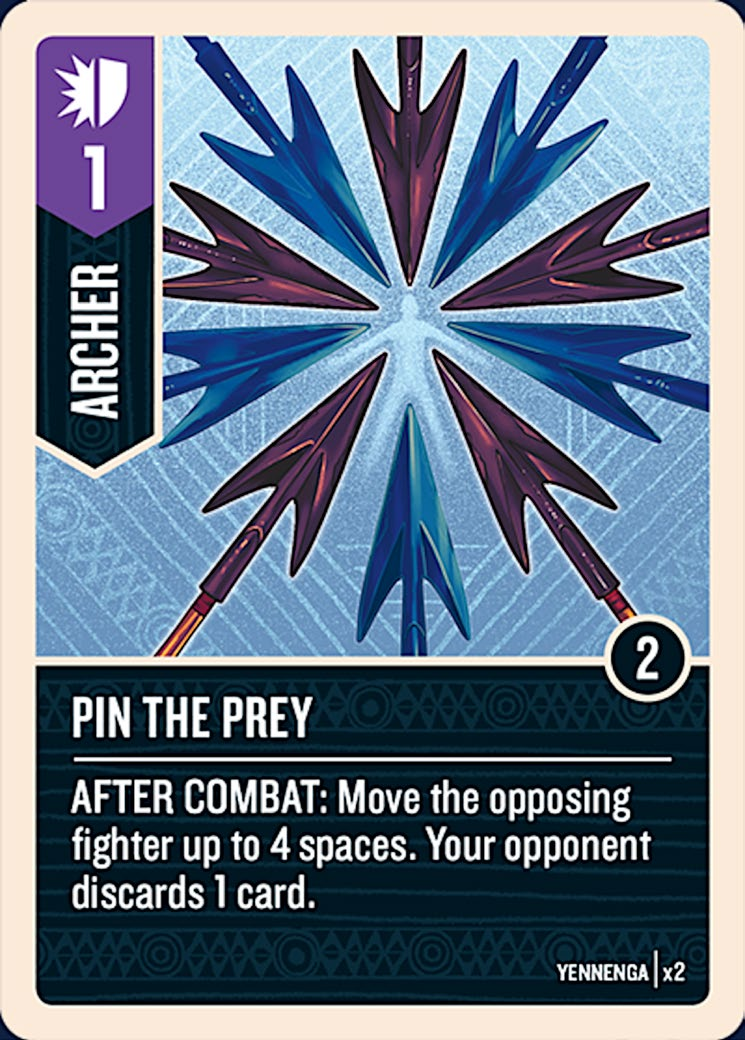 1
ARCHER
2
PIN THE PREY
AFTER COMBAT: Move the opposing
fighter up to 4 spaces. Your opponent
discards 1 card.
YENNENGA | x2